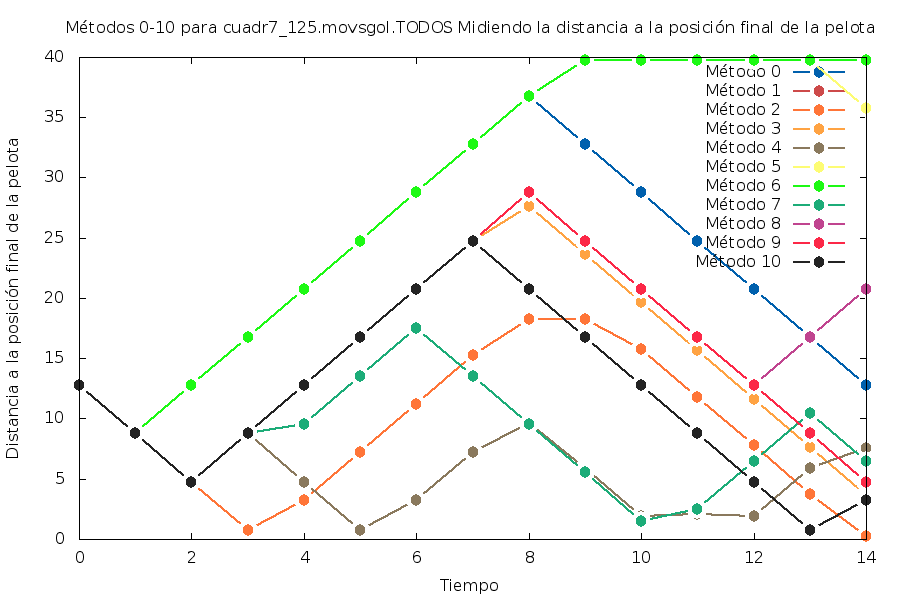 Métodos 0-10 para cuadr7_125.movsgol.TODOS Midiendo la distancia a la posición final de la pelota
Distancia a la posición final de la pelota
40
35
30
25
20
15
10
5
0
0 2 4 6 8 10 12 14
Tiempo
Método 0
Método 1
Método 2
Método 3
Método 4
Método 5
Método 6
Método 7
Método 8
Método 9
Método 10